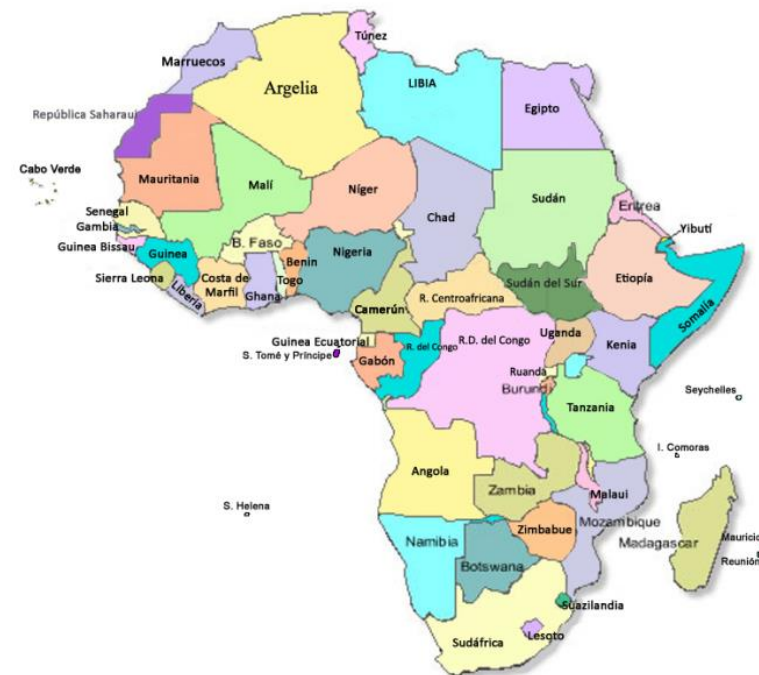 Túnez
Marruecos
Argelia
LIBIA
Egipto
República Saharaui
Cabo Verde
Mauritania
Malí
Níger
Chad
Sudán
Eritrea
Senegal
Gambia
Guinea Bissau
Guinea
B. Faso
Yibutí
Sierra Leona
Liberia
Costa de
Marfil
Ghana
Togo
Benin
Nigeria
Camerún
R. Centroafricana
Sudán del Sur
Etiopía
Somalía
Guinea Ecuatorial
S. Tomé y Príncipe
Gabón
R. del Congo
R.D. del Congo
Uganda
Kenia
Ruanda
Burundi
Tanzania
Seychelles
I. Comoras
Angola
Zambia
Malaui
Mozambique
S. Helena
Namibia
Zimbabue
Botswana
Madagascar
Mauricio
Reunión
Suazilandia
Sudáfrica
Lesoto